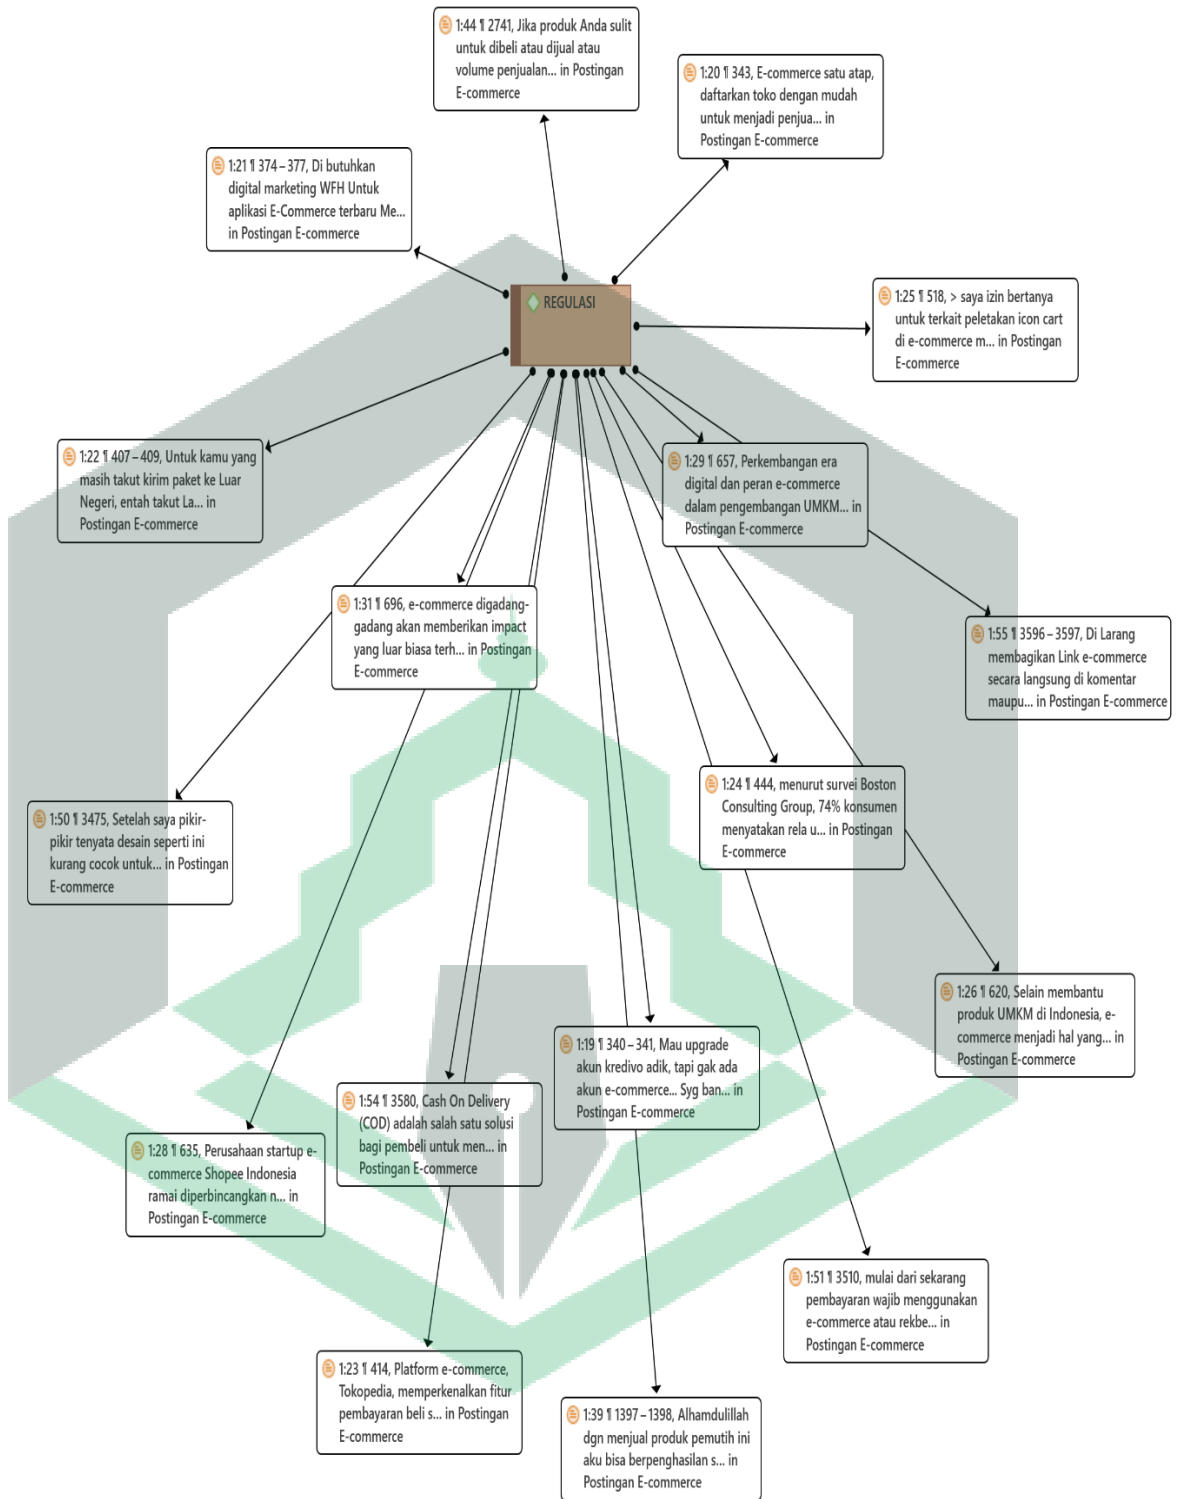 1:44 ¶ 2741, Jika produk Anda sulit
untuk dibeli atau dijual atau
volume penjualan... in Postingan
E-commerce
1:20 ¶ 343, E-commerce satu atap,
daftarkan toko dengan mudah
untuk menjadi penjua... in
Postingan E-commerce
1:21 ¶ 374 – 377, Di butuhkan
digital marketing WFH Untuk
aplikasi E-Commerce terbaru Me...
in Postingan E-commerce
REGULASI
1:25 ¶ 518, > saya izin bertanya
untuk terkait peletakan icon cart
di e-commerce m... in Postingan
E-commerce
1:22 ¶ 407 – 409, Untuk kamu yang
masih takut kirim paket ke Luar
Negeri, entah takut La... in
Postingan E-commerce
1:29 ¶ 657, Perkembangan era
digital dan peran e-commerce
dalam pengembangan UMKM... in
Postingan E-commerce
1:31 ¶ 696, e-commerce digadang-
gadang akan memberikan impact
yang luar biasa terh... in Postingan
E-commerce
1:55 ¶ 3596 – 3597, Di Larang
membagikan Link e-commerce
secara langsung di komentar
maupu... in Postingan E-commerce
1:24 ¶ 444, menurut survei Boston
Consulting Group, 74% konsumen
menyatakan rela u... in Postingan
E-commerce
1:50 ¶ 3475, Setelah saya pikir-
pikir tenyata desain seperti ini
kurang cocok untuk... in Postingan
E-commerce
1:26 ¶ 620, Selain membantu
produk UMKM di Indonesia, e-
commerce menjadi hal yang... in
Postingan E-commerce
1:19 ¶ 340 – 341, Mau upgrade
akun kredivo adik, tapi gak ada
akun e-commerce... Syg ban... in
Postingan E-commerce
1:54 ¶ 3580, Cash On Delivery
(COD) adalah salah satu solusi
bagi pembeli untuk men... in
Postingan E-commerce
1:28 ¶ 635, Perusahaan startup e-
commerce Shopee Indonesia
ramai diperbincangkan n... in
Postingan E-commerce
1:51 ¶ 3510, mulai dari sekarang
pembayaran wajib menggunakan
e-commerce atau rekbe... in
Postingan E-commerce
1:23 ¶ 414, Platform e-commerce,
Tokopedia, memperkenalkan fitur
pembayaran beli s... in Postingan
E-commerce
1:39 ¶ 1397 – 1398, Alhamdulillah
dgn menjual produk pemutih ini
aku bisa berpenghasilan s... in
Postingan E-commerce